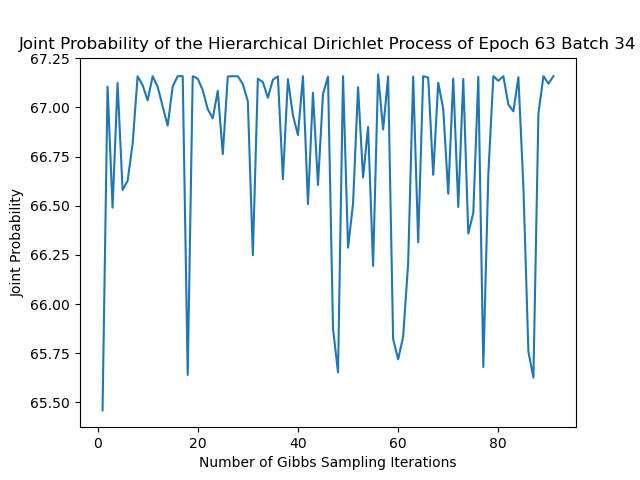 Joint Probability of the Hierarchical Dirichlet Process of Epoch 63 Batch 34
67.25
67.00
66.75
66.50
66.25
66.00
65.75
65.50
Joint Probability
0 20 40 60 80
Number of Gibbs Sampling Iterations